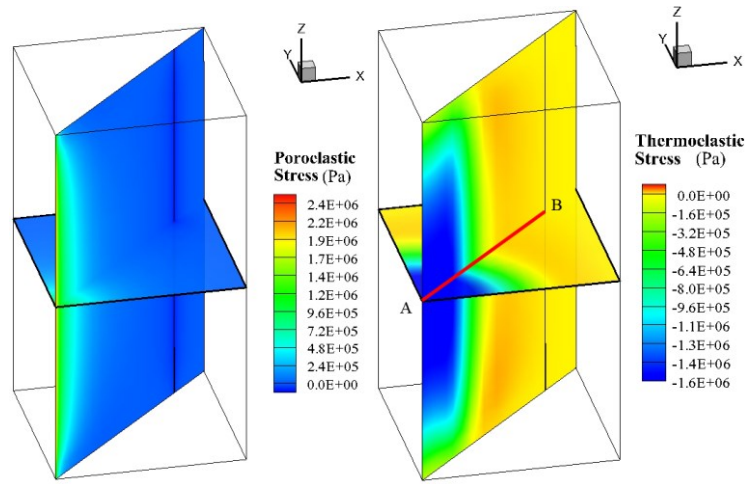 Z
Y
X
Poroclastic
Stress (Pa)
2.4E+06
2.2E+06
1.9E+06
1.7E+06
1.4E+06
1.2E+06
9.6E+05
7.2E+05
4.8E+05
2.4E+05
0.0E+00
B
A
Z
Y
X
Thermoclastic
Stress (Pa)
0.0E+00
-1.6E+05
-3.2E+05
-4.8E+05
-6.4E+05
-8.0E+05
-9.6E+05
-1.1E+06
-1.3E+06
-1.4E+06
-1.6E+06